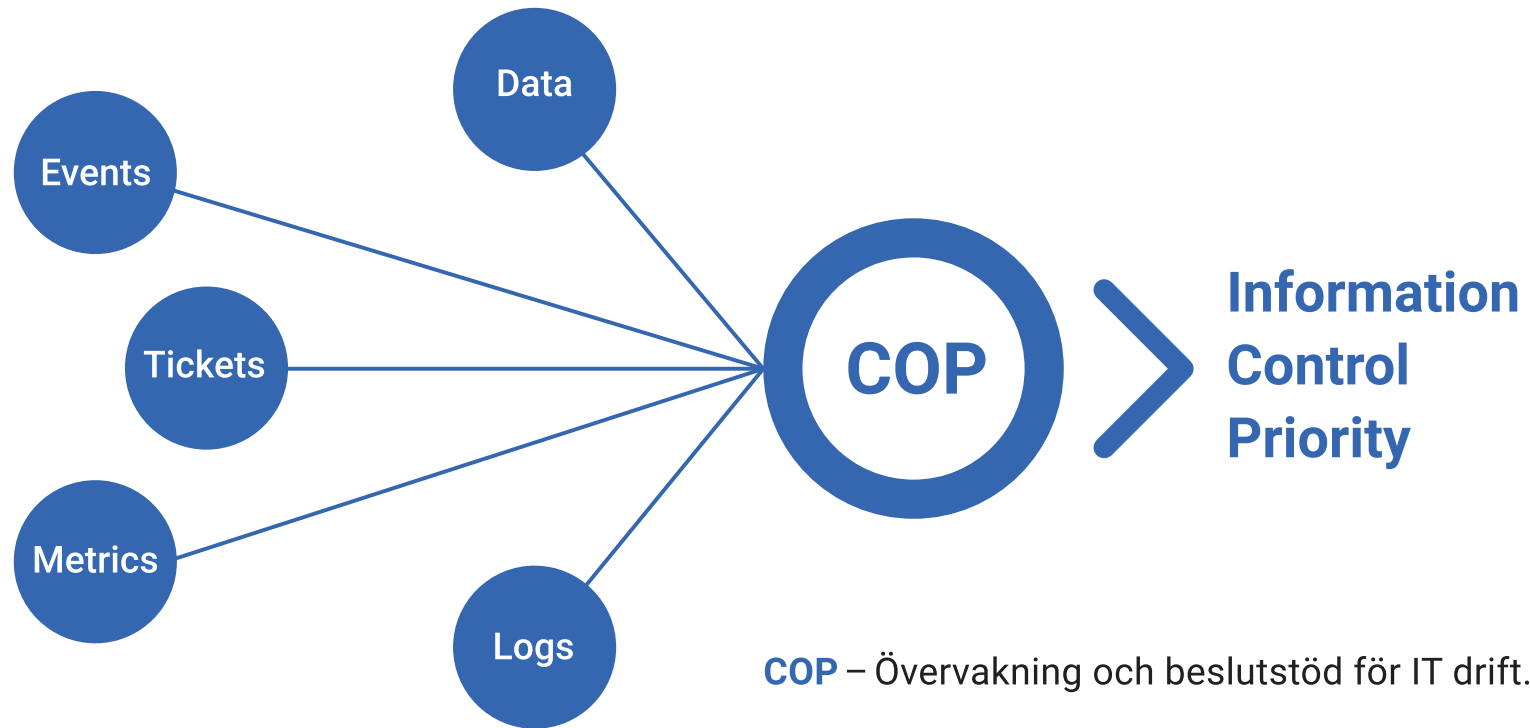 Data
Events
Tickets
Metrics
Logs
COP
Information
Control
Priority
COP – Övervakning och beslutstöd för IT drift.